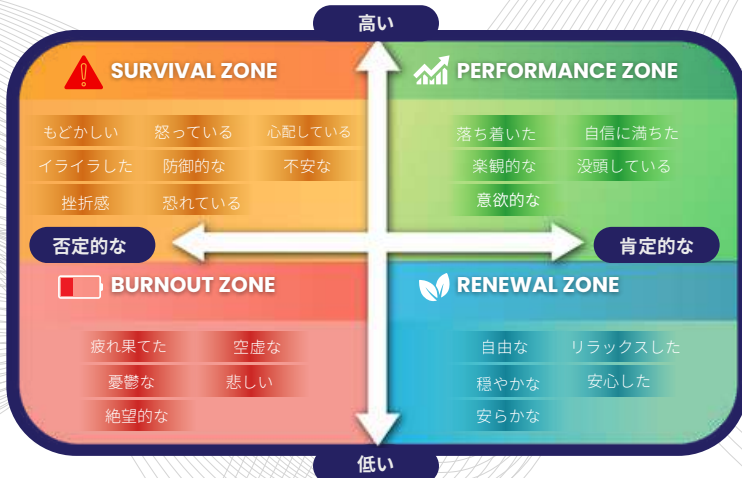 高い
SURVIVAL ZONE
もどかしい 怒っている 心配している
イライラした 防御的な 不安な
挫折感 恐れている
PERFORMANCE ZONE
落ち着いた 自信に満ちた
楽観的な 没頭している
意欲的な
否定的な
肯定的な
BURNOUT ZONE
疲れ果てた 空虚な
憂鬱な 悲しい
絶望的な
RENEWAL ZONE
自由な リラックスした
穏やかな 安心した
安らかな
低い